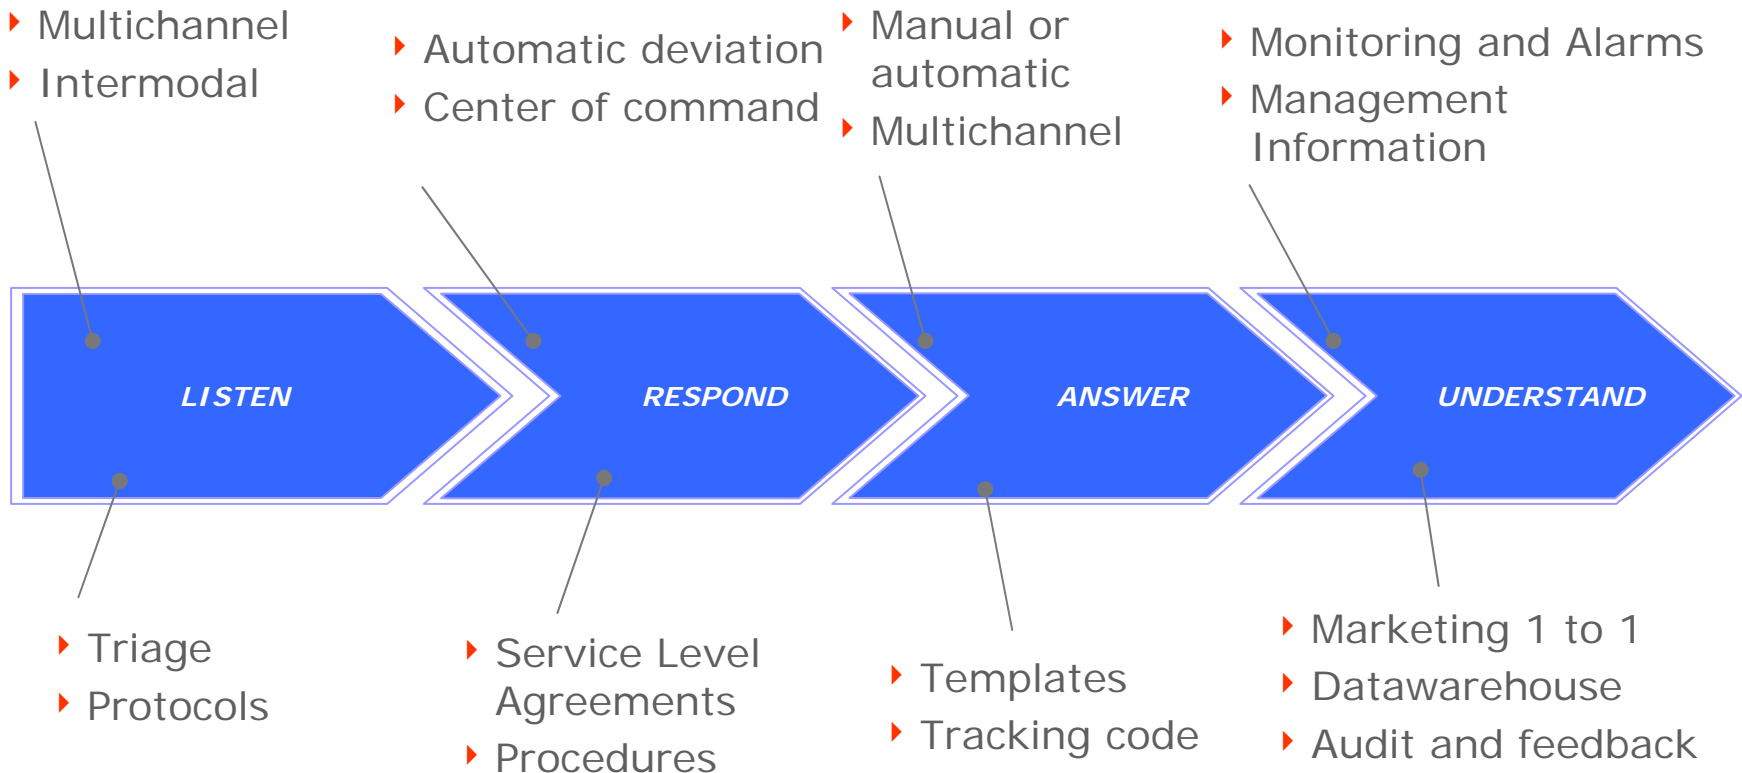 Multichannel
Intermodal
Automatic deviation
Center of command
Manual or
automatic
Multichannel
Monitoring and Alarms
Management
Information
LISTEN
RESPOND
ANSWER
UNDERSTAND
Triage
Protocols
Service Level
Agreements
Procedures
Templates
Tracking code
Marketing 1 to 1
Datawarehouse
Audit and feedback